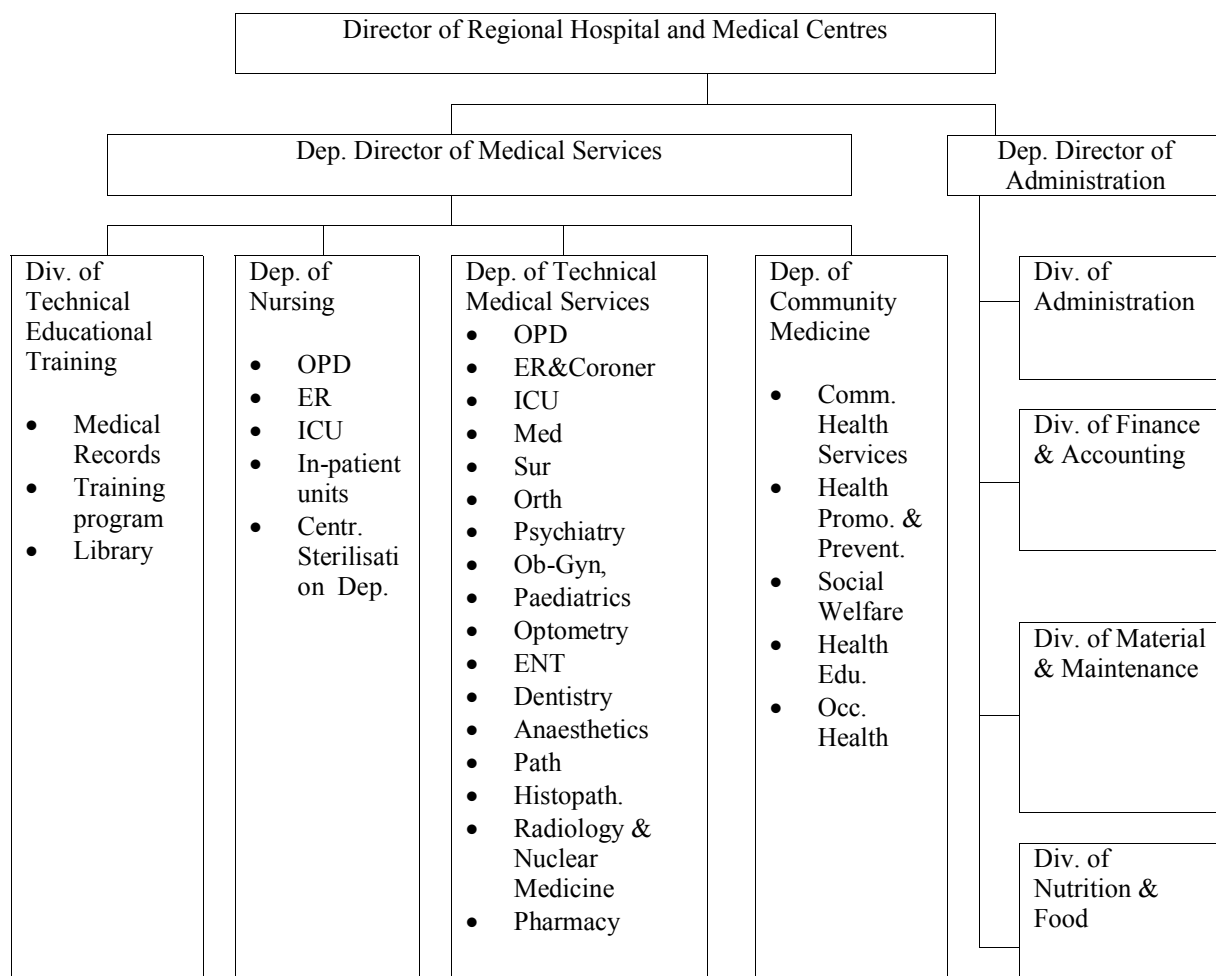 Director of Regional Hospital and Medical Centres
Dep. Director of Medical Services
Dep. Director of
Administration
Div. of
Technical
Educational
Training
• Medical
Records
• Training
program
• Library
Dep. of
Nursing
• OPD
• ER
• ICU
• In-patient
units
• Centr.
Sterilisati
on Dep.
Dep. of Technical
Medical Services
• OPD
• ER&Coroner
• ICU
• Med
• Sur
• Orth
• Psychiatry
• Ob-Gyn,
• Paediatrics
• Optometry
• ENT
• Dentistry
• Anaesthetics
• Path
• Histopath.
• Radiology &
Nuclear
Medicine
• Pharmacy
Dep. of
Community
Medicine
• Comm.
Health
Services
• Health
Promo. &
Prevent.
• Social
Welfare
• Health
Edu.
• Occ.
Health
Div. of
Administration
Div. of Finance
& Accounting
Div. of Material
& Maintenance
Div. of
Nutrition &
Food